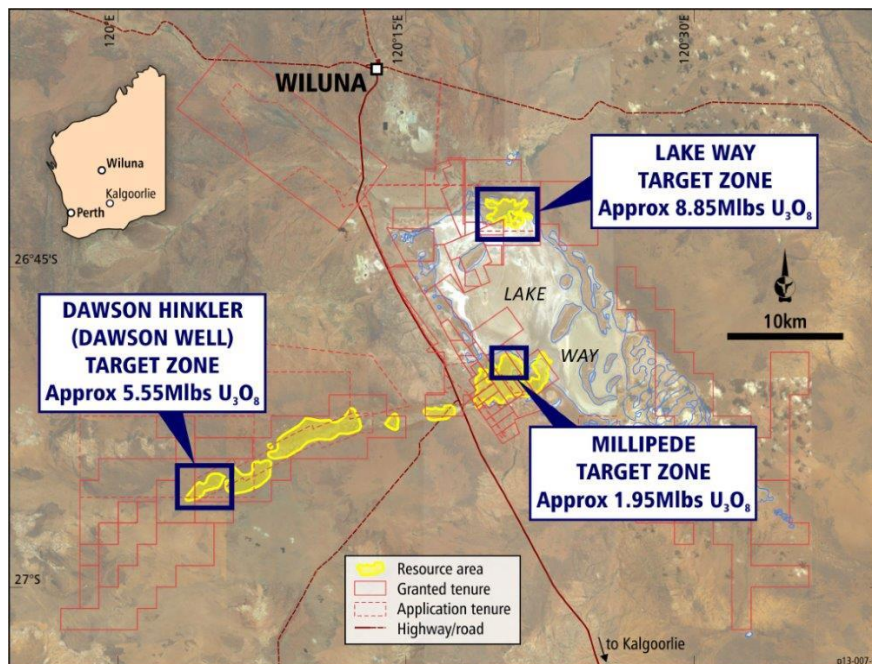 120°E
120°15'E
120°30'E
WILUNA
Wiluna
Kalgoorlie
Perth
LAKE WAY
TARGET ZONE
Approx 8.85Mlbs U₃O₈
26°45'S
LAKE
WAY
10km
DAWSON HINKLER
(DAWSON WELL)
TARGET ZONE
Approx 5.55Mlbs U₃O₈
MILLIPEDE
TARGET ZONE
Approx 1.95Mlbs U₃O₈
27°S
Resource area
Granted tenure
Application tenure
Highway/road
to Kalgoorlie
p13-007